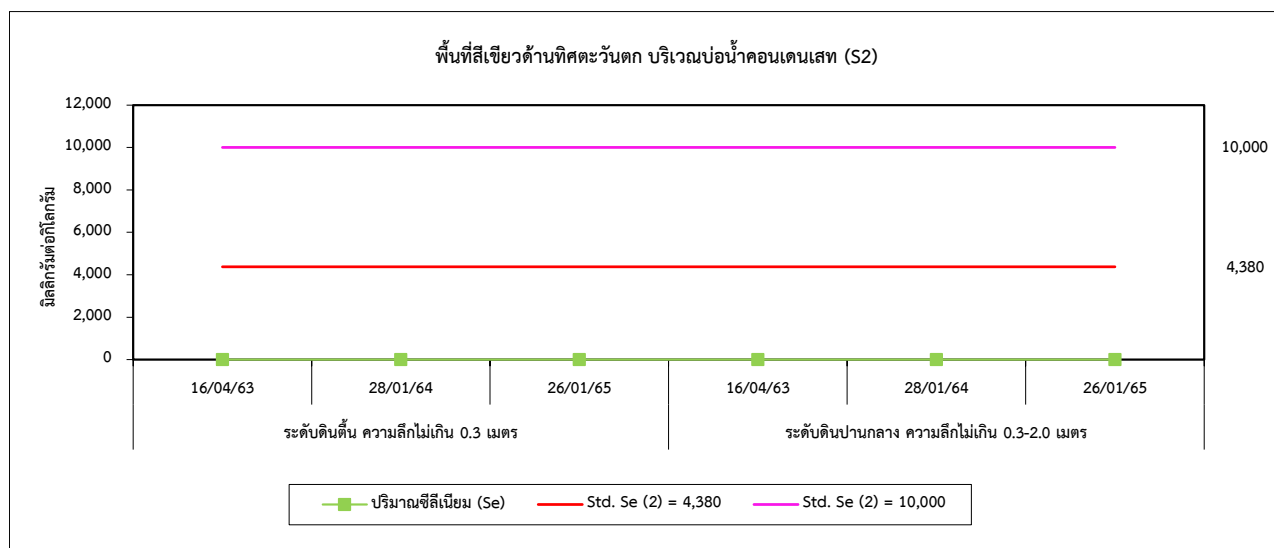 พื้นที่สีเขียวด้านทิศตะวันตก บริเวณบ่อน้ำคอนเดนเสท (S2)
มิลลิกรัมต่อกิโลกรัม
12,000
10,000
8,000
6,000
4,000
2,000
0
10,000
4,380
16/04/63 28/01/64 26/01/65 16/04/63 28/01/64 26/01/65
ระดับดินตื้น ความลึกไม่เกิน 0.3 เมตร ระดับดินปานกลาง ความลึกไม่เกิน 0.3-2.0 เมตร
ปริมาณซีลีเนียม (Se) Std. Se (2) = 4,380 Std. Se (2) = 10,000